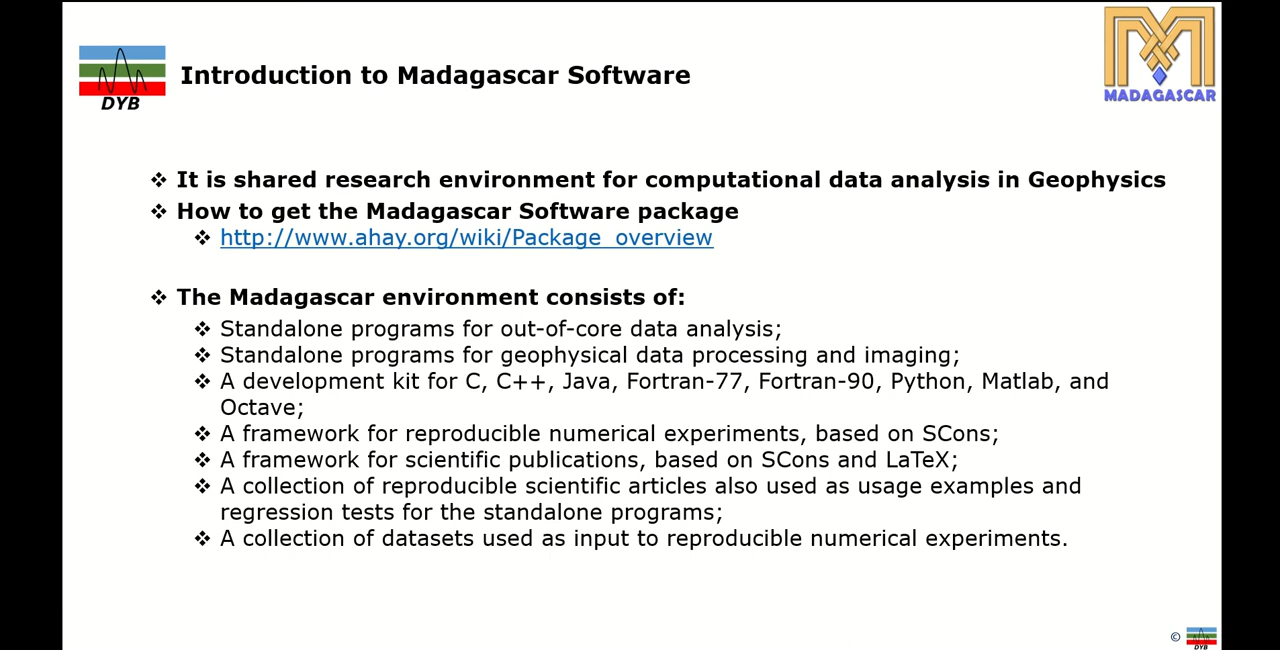 Introduction to Madagascar Software
DYB
MADAGASCAR
❖ It is shared research environment for computational data analysis in Geophysics
❖ How to get the Madagascar Software package
❖ http://www.ahay.org/wiki/Package_overview
❖ The Madagascar environment consists of:
❖ Standalone programs for out-of-core data analysis;
❖ Standalone programs for geophysical data processing and imaging;
❖ A development kit for C, C++, Java, Fortran-77, Fortran-90, Python, Matlab, and
Octave;
❖ A framework for reproducible numerical experiments, based on SCons;
❖ A framework for scientific publications, based on SCons and LaTeX;
❖ A collection of reproducible scientific articles also used as usage examples and
regression tests for the standalone programs;
❖ A collection of datasets used as input to reproducible numerical experiments.
© DYB